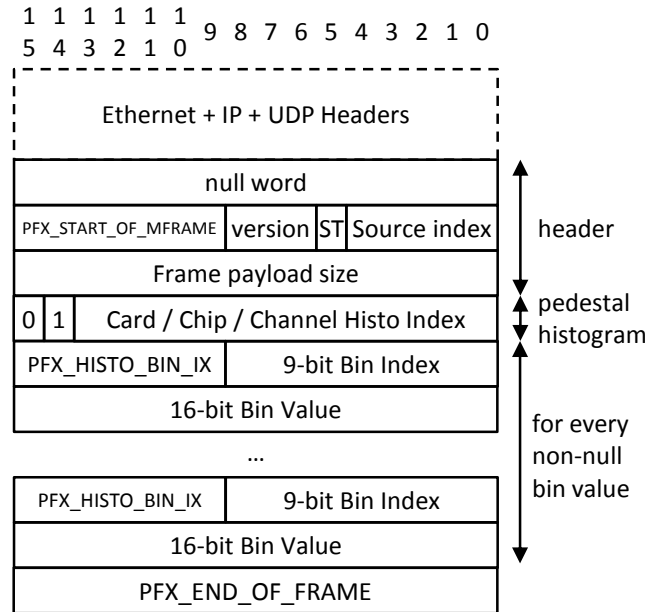 1 1 1 1 1 1
5 4 3 2 1 0 9 8 7 6 5 4 3 2 1 0
Ethernet + IP + UDP Headers
null word
PFX_START_OF_MFRAME version ST Source index
header
Frame payload size
0 1 Card / Chip / Channel Histo Index
pedestal
histogram
PFX_HISTO_BIN_IX 9-bit Bin Index
16-bit Bin Value
...
for every
non-null
bin value
PFX_HISTO_BIN_IX 9-bit Bin Index
16-bit Bin Value
PFX_END_OF_FRAME